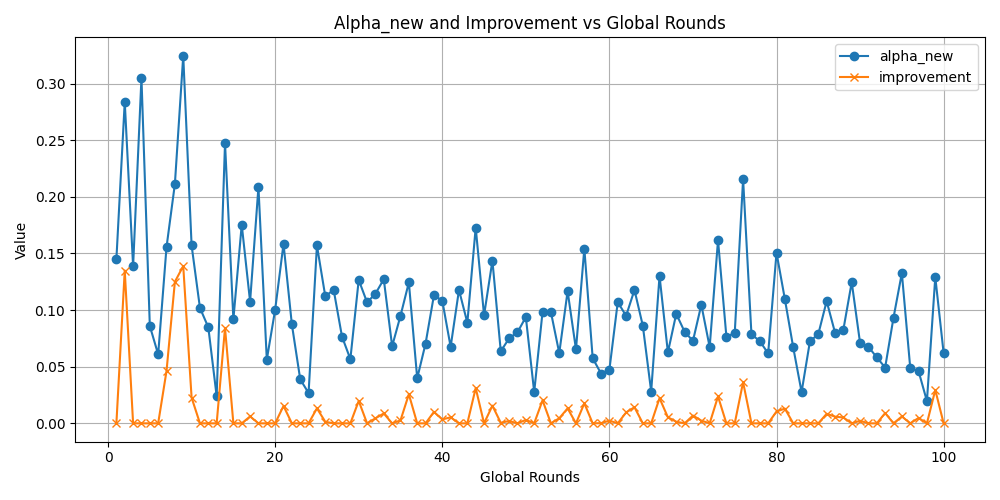 Alpha_new and Improvement vs Global Rounds
alpha_new
improvement
Value
0.30
0.25
0.20
0.15
0.10
0.05
0.00
0
20
40
60
80
100
Global Rounds